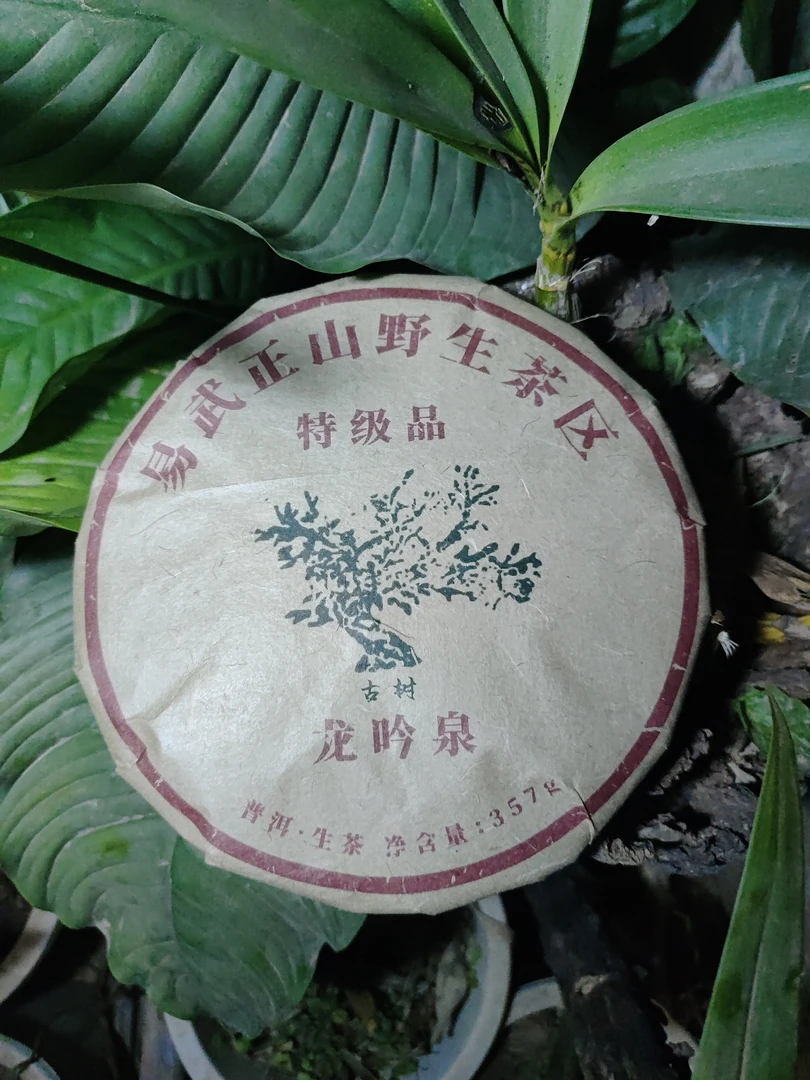 易武正山野生茶区
特级品
古树
龙吟泉
普洱·生茶 净含量:357g